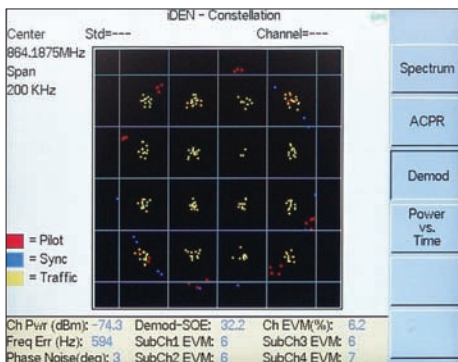 iDEN - Constellation
Center Std=--- Channel=---
864.1875MHz
Span
200 KHz
Spectrum
ACPR
Demod
Power
vs.
Time
= Pilot
= Sync
= Traffic
Ch Pwr (dBm): -74.3 Demod-SQE: 32.2 Ch EVM(%): 6.2
Freq Err (Hz): 594 SubCh1 EVM: 6 SubCh3 EVM: 6
Phase Noise(deg): 3 SubCh2 EVM: 6 SubCh4 EVM: 7